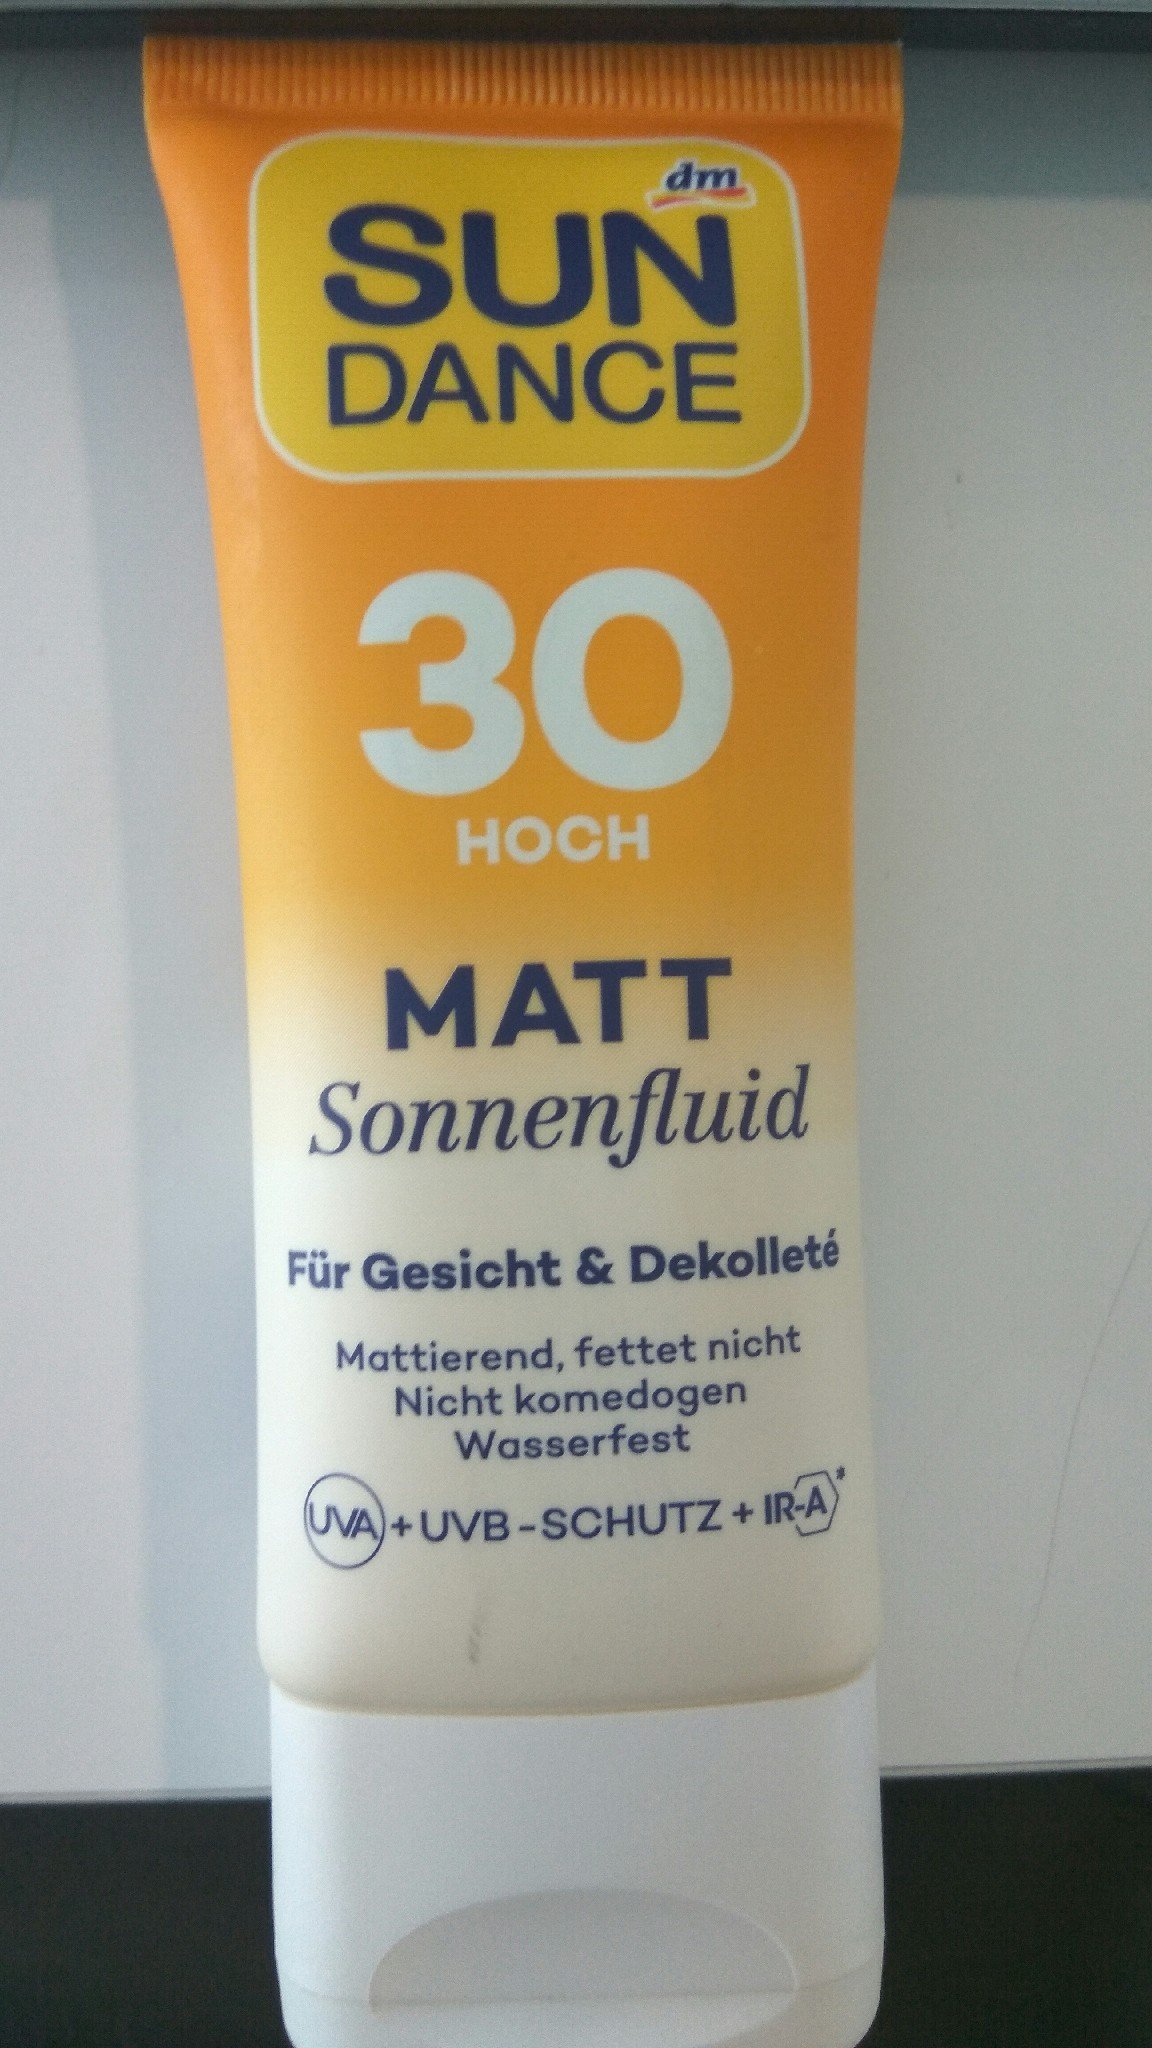 dm
SUN
DANCE
30
HOCH
MATT
Sonnenfluid
Für Gesicht & Dekolleté
Mattierend, fettet nicht
Nicht komedogen
Wasserfest
UVA + UVB - SCHUTZ + IR-A*